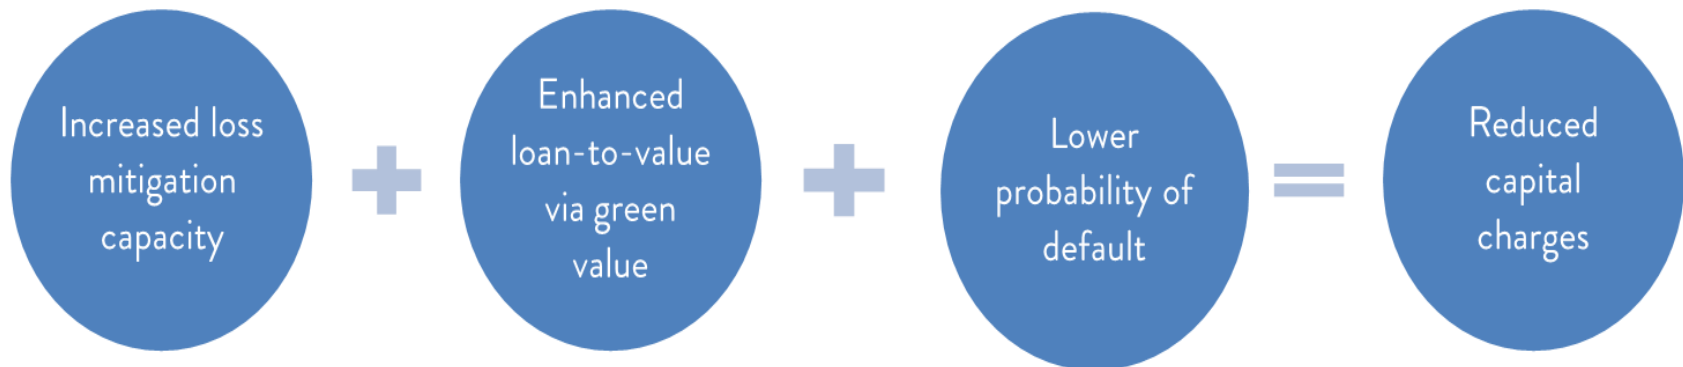 Increased loss
mitigation
capacity
+
Enhanced
loan-to-value
via green
value
+
Lower
probability of
default
=
Reduced
capital
charges